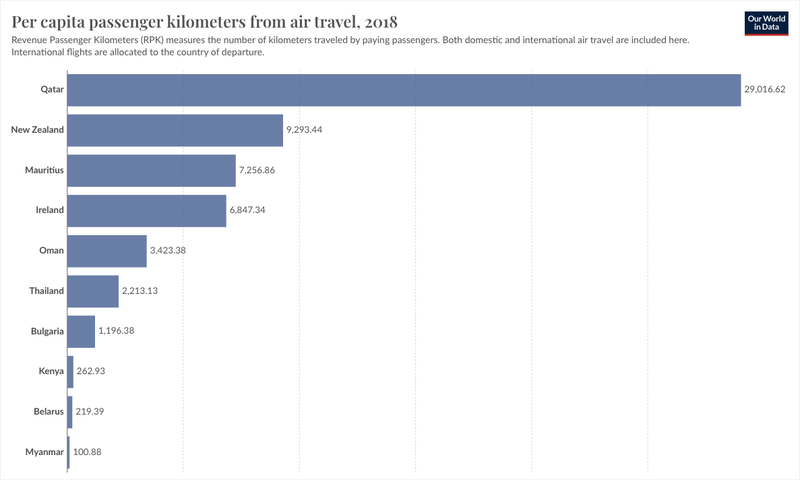 Per capita passenger kilometers from air travel, 2018
Our World
in Data
Revenue Passenger Kilometers (RPK) measures the number of kilometers traveled by paying passengers. Both domestic and international air travel are included here.
International flights are allocated to the country of departure.
Qatar 29,016.62
New Zealand 9,293.44
Mauritius 7,256.86
Ireland 6,847.34
Oman 3,423.38
Thailand 2,213.13
Bulgaria 1,196.38
Kenya 262.93
Belarus 219.39
Myanmar 100.88